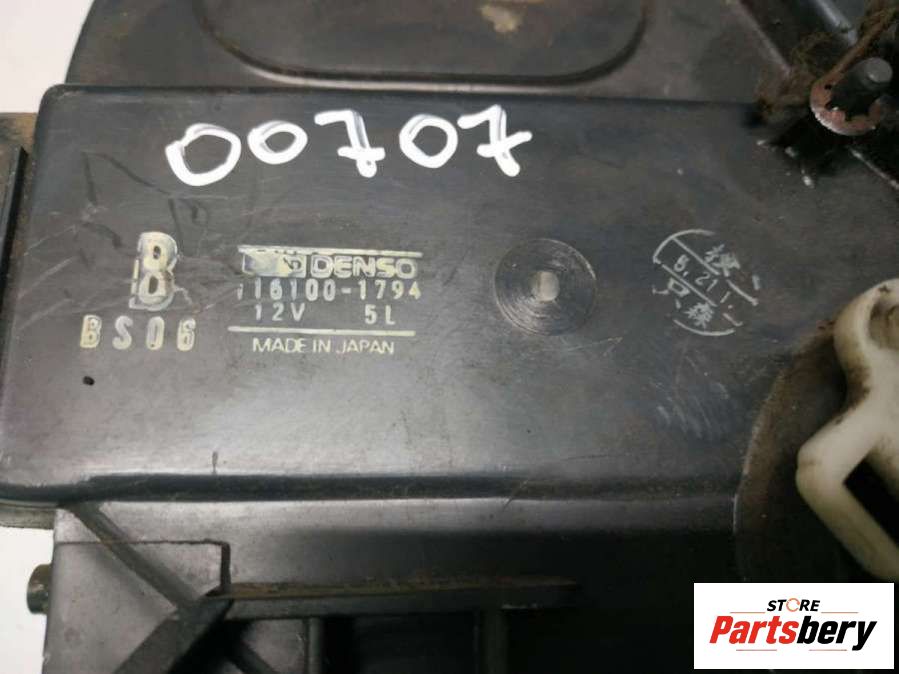 00707
B
BS06
DENSO
116100-1794
12V 5L
MADE IN JAPAN
STORE
Partsbery